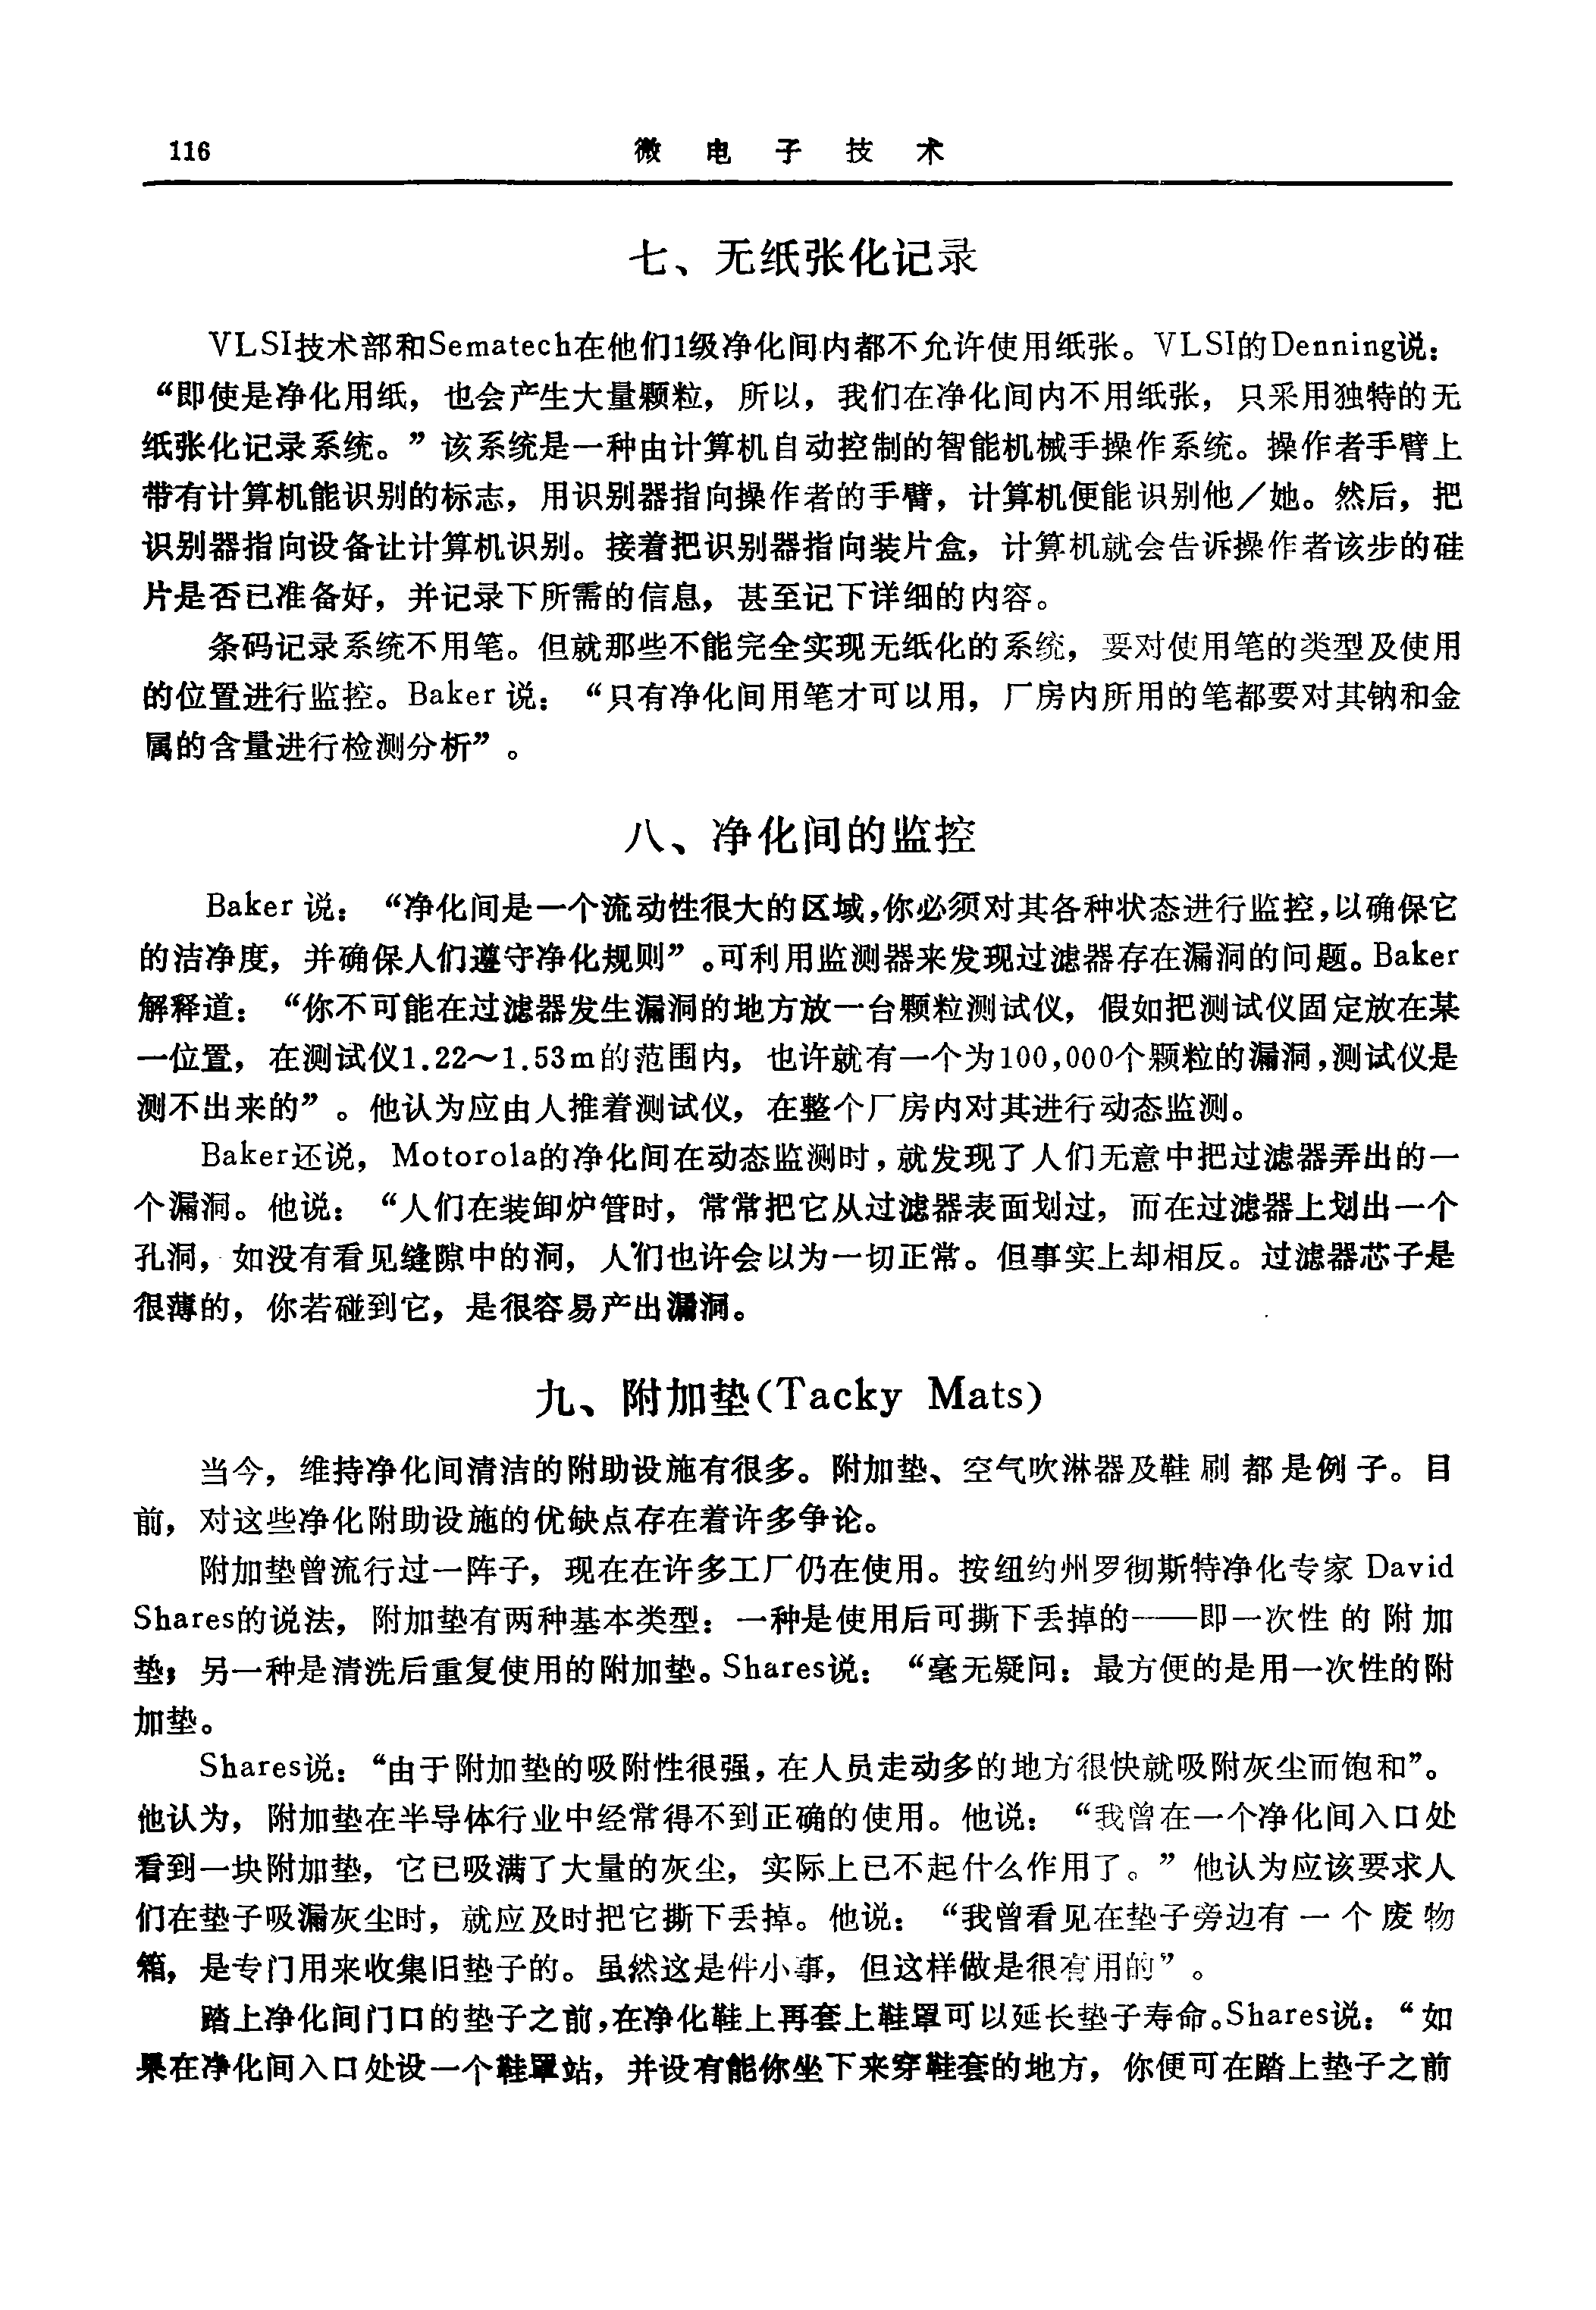 116
微电子技术
七、无纸张化记录
VLSI技术部和Sematech在他们1级净化间内都不允许使用纸张。VLSI的Denning说：
“即使是净化用纸，也会产生大量颗粒，所以，我们在净化间内不用纸张，只采用独特的无
纸张化记录系统。”该系统是一种由计算机自动控制的智能机械手操作系统。操作者手臂上
带有计算机能识别的标志，用识别器指向操作者的手臂，计算机便能识别他／她。然后，把
识别器指向设备让计算机识别。接着把识别器指向装片盒，计算机就会告诉操作者该步的硅
片是否已准备好，并记录下所需的信息，甚至记下详细的内容。
条码记录系统不用笔。但就那些不能完全实现无纸化的系统，要对使用笔的类型及使用
的位置进行监控。Baker 说：“只有净化间用笔才可以用，厂房内所用的笔都要对其钠和金
属的含量进行检测分析”。
八、净化间的监控
Baker 说：“净化间是一个流动性很大的区域，你必须对其各种状态进行监控，以确保它
的洁净度，并确保人们遵守净化规则”。可利用监测器来发现过滤器存在漏洞的问题。Baker
解释道：“你不可能在过滤器发生漏洞的地方放一台颗粒测试仪，假如把测试仪固定放在某
一位置，在测试仪1.22～1.53m的范围内，也许就有一个为100,000个颗粒的漏洞，测试仪是
测不出来的”。他认为应由人推着测试仪，在整个厂房内对其进行动态监测。
Baker还说，Motorola的净化间在动态监测时，就发现了人们无意中把过滤器弄出的一
个漏洞。他说：“人们在装卸炉管时，常常把它从过滤器表面划过，而在过滤器上划出一个
孔洞，如没有看见缝隙中的洞，人们也许会以为一切正常。但事实上却相反。过滤器芯子是
很薄的，你若碰到它，是很容易产出漏洞。
九、附加垫(Tacky Mats)
当今，维持净化间清洁的附助设施有很多。附加垫、空气吹淋器及鞋刷都是例子。目
前，对这些净化附助设施的优缺点存在着许多争论。
附加垫曾流行过一阵子，现在在许多工厂仍在使用。按纽约州罗彻斯特净化专家 David
Shares的说法，附加垫有两种基本类型：一种是使用后可撕下丢掉的——即一次性的附加
垫；另一种是清洗后重复使用的附加垫。Shares说：“毫无疑问：最方便的是用一次性的附
加垫。
Shares说：“由于附加垫的吸附性很强，在人员走动多的地方很快就吸附灰尘而饱和”。
他认为，附加垫在半导体行业中经常得不到正确的使用。他说：“我曾在一个净化间入口处
看到一块附加垫，它已吸满了大量的灰尘，实际上已不起什么作用了。”他认为应该要求人
们在垫子吸漏灰尘时，就应及时把它撕下丢掉。他说：“我曾看见在垫子旁边有一个废物
箱，是专门用来收集旧垫子的。虽然这是件小事，但这样做是很有用的”。
踏上净化间门口的垫子之前，在净化鞋上再套上鞋罩可以延长垫子寿命。Shares说：“如
果在净化间入口处设一个鞋罩站，并设有能你坐下来穿鞋套的地方，你便可在踏上垫子之前